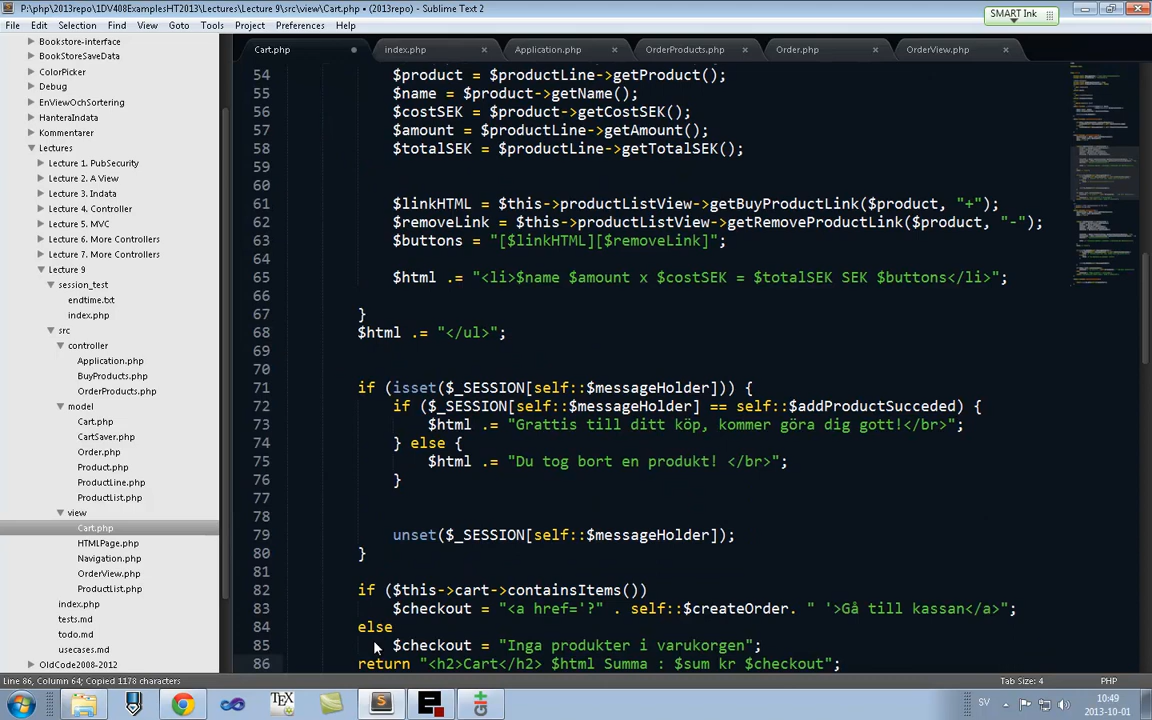 P:\php\2013repo\1DV408ExamplesHT2013\Lectures\Lecture 9\src\view\Cart.php • (2013repo) - Sublime Text 2
SMART Ink
File Edit Selection Find View Goto Tools Project Preferences Help
Bookstore-interface
BookStoreSaveData
ColorPicker
Debug
EnViewOchSortering
HanteraIndata
Kommentarer
Lectures
Lecture 1. PubSecurity
Lecture 2. A View
Lecture 3. Indata
Lecture 4. Controller
Lecture 5. MVC
Lecture 6. More Controllers
Lecture 7. More Controllers
Lecture 9
session_test
endtime.txt
index.php
src
controller
Application.php
BuyProducts.php
OrderProducts.php
model
Cart.php
CartSaver.php
Order.php
Product.php
ProductLine.php
ProductList.php
view
Cart.php
HTMLPage.php
Navigation.php
OrderView.php
ProductList.php
index.php
tests.md
todo.md
usecases.md
OldCode2008-2012
Cart.php index.php Application.php OrderProducts.php Order.php OrderView.php
54 $product = $productLine->getProduct();
55 $name = $product->getName();
56 $costSEK = $product->getCostSEK();
57 $amount = $productLine->getAmount();
58 $totalSEK = $productLine->getTotalSEK();
59
60
61 $linkHTML = $this->productListView->getBuyProductLink($product, "+");
62 $removeLink = $this->productListView->getRemoveProductLink($product, "-");
63 $buttons = "[$linkHTML][$removeLink]";
64
65 $html .= "<li>$name $amount x $costSEK = $totalSEK SEK $buttons</li>";
66
67 }
68 $html .= "</ul>";
69
70
71 if (isset($_SESSION[self::$messageHolder])) {
72 if ($_SESSION[self::$messageHolder] == self::$addProductSucceded) {
73 $html .= "Grattis till ditt köp, kommer göra dig gott!</br>";
74 } else {
75 $html .= "Du tog bort en produkt! </br>";
76 }
77
78
79 unset($_SESSION[self::$messageHolder]);
80 }
81
82 if ($this->cart->containsItems())
83 $checkout = "<a href='?" . self::$createOrder. " '>Gå till kassan</a>";
84 else
85 $checkout = "Inga produkter i varukorgen";
86 return "<h2>Cart</h2> $html Summa : $sum kr $checkout";
Line 86, Column 64; Copied 1178 characters
Tab Size: 4 PHP
SV
10:49
2013-10-01